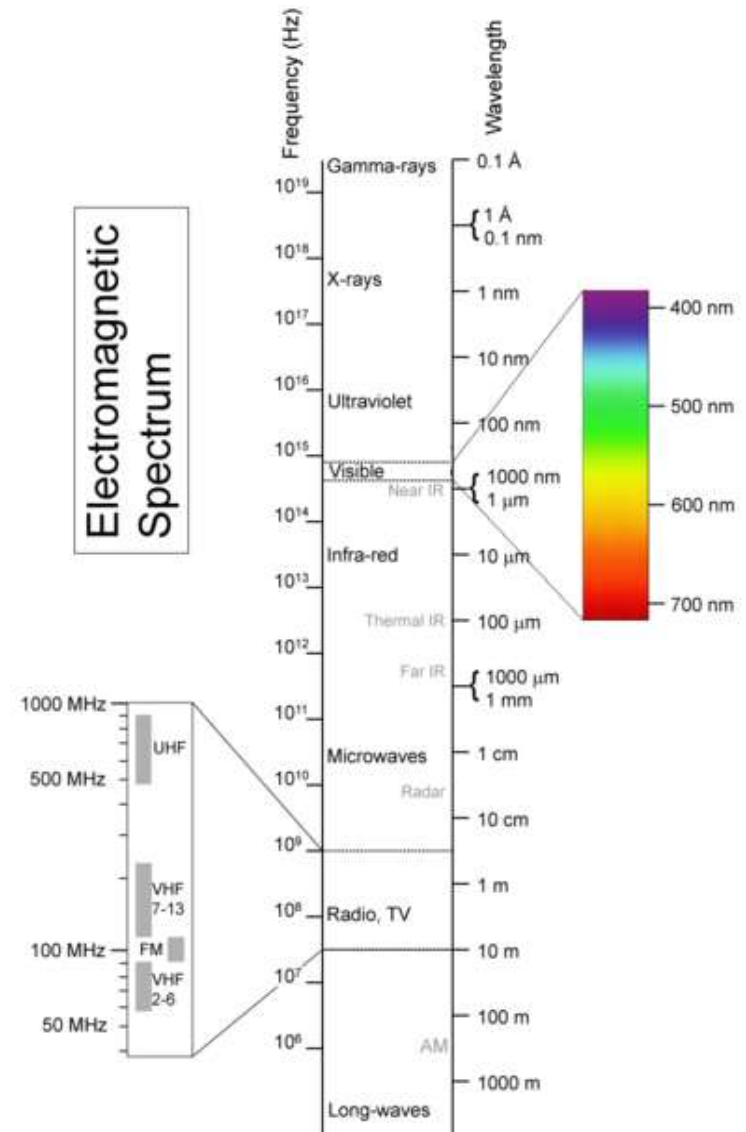 Frequency (Hz)
Wavelength
Electromagnetic
Spectrum
10¹⁹
10¹⁸
10¹⁷
10¹⁶
10¹⁵
10¹⁴
10¹³
10¹²
10¹¹
10¹⁰
10⁹
10⁸
10⁷
10⁶
Gamma-rays
X-rays
Ultraviolet
Visible
Near IR
Infra-red
Thermal IR
Far IR
Microwaves
Radar
Radio, TV
AM
Long-waves
0.1 Å
1 Å
0.1 nm
1 nm
10 nm
100 nm
1000 nm
1 μm
10 μm
100 μm
1000 μm
1 mm
1 cm
10 cm
1 m
10 m
100 m
1000 m
400 nm
500 nm
600 nm
700 nm
1000 MHz
500 MHz
100 MHz
50 MHz
UHF
VHF
7-13
FM
VHF
2-6